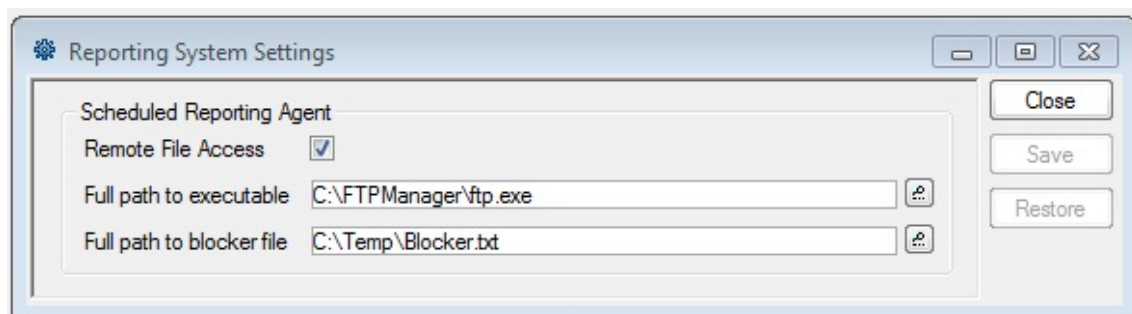 Reporting System Settings
Scheduled Reporting Agent
Close
Remote File Access
Save
Full path to executable C:\FTPManager\ftp.exe
Restore
Full path to blocker file C:\Temp\Blocker.txt